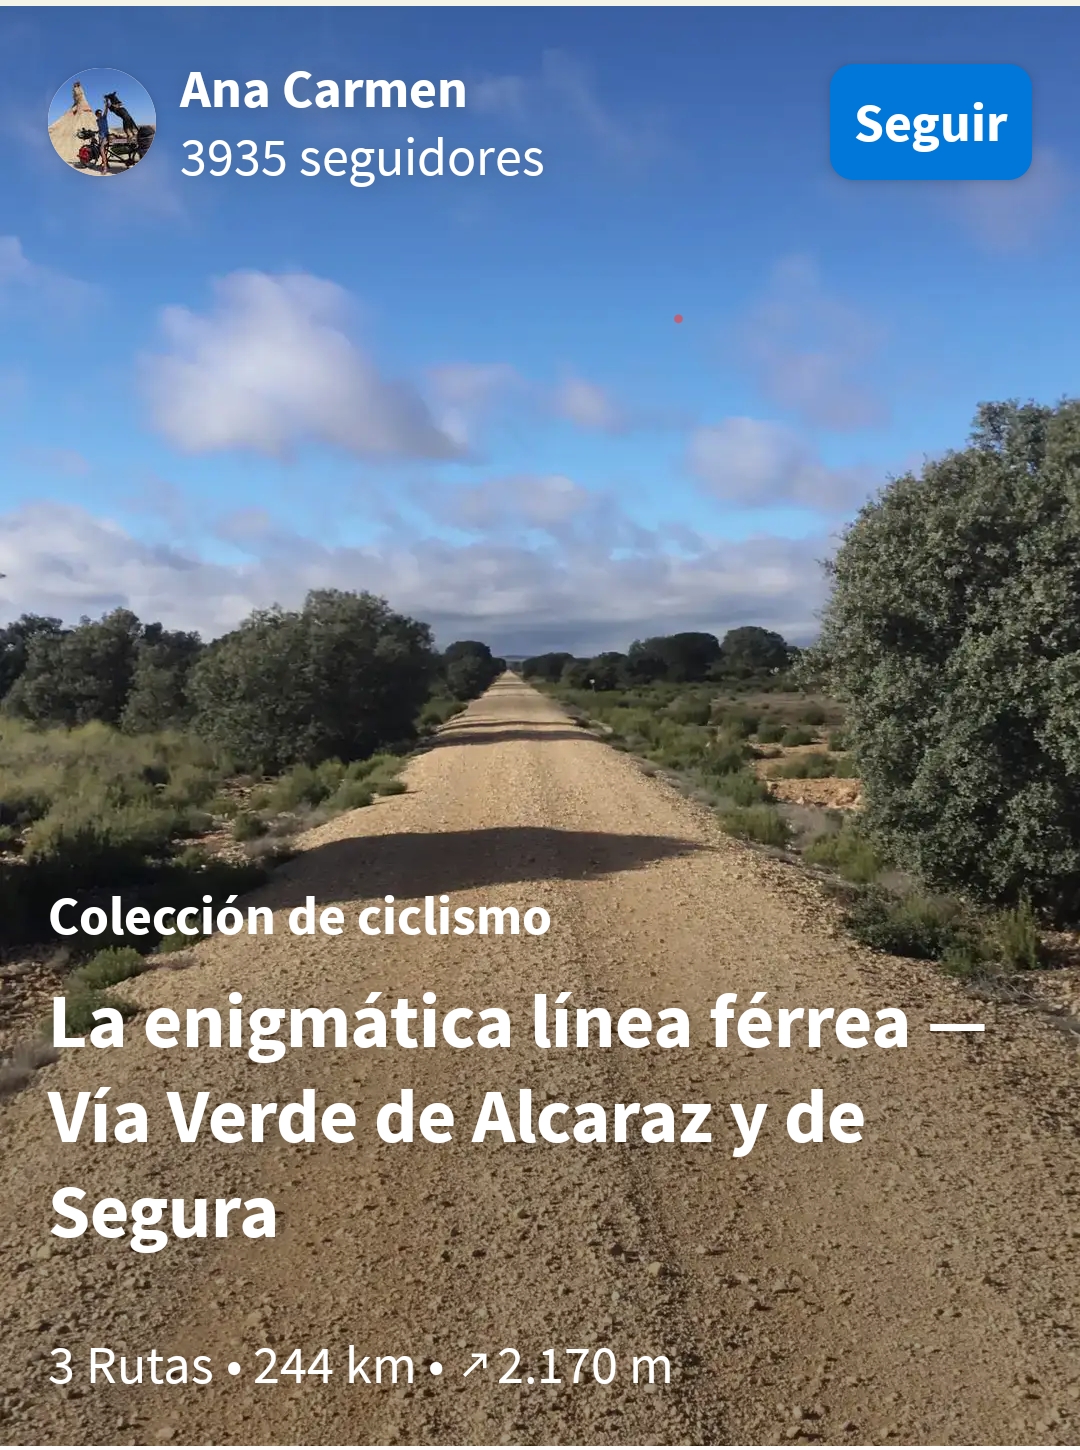 Ana Carmen
3935 seguidores
Seguir
Colección de ciclismo
La enigmática línea férrea —
Vía Verde de Alcaraz y de
Segura
3 Rutas • 244 km • ↗ 2.170 m